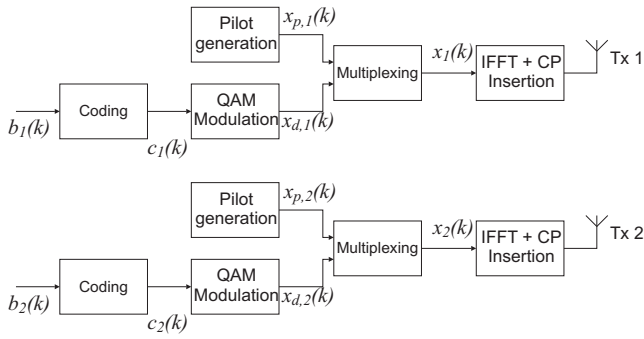 Pilot
generation
x_{p,1}(k)
Multiplexing
x_1(k)
IFFT + CP
Insertion
Tx 1
b_1(k)
Coding
c_1(k)
QAM
Modulation
x_{d,1}(k)
Pilot
generation
x_{p,2}(k)
Multiplexing
x_2(k)
IFFT + CP
Insertion
Tx 2
b_2(k)
Coding
c_2(k)
QAM
Modulation
x_{d,2}(k)